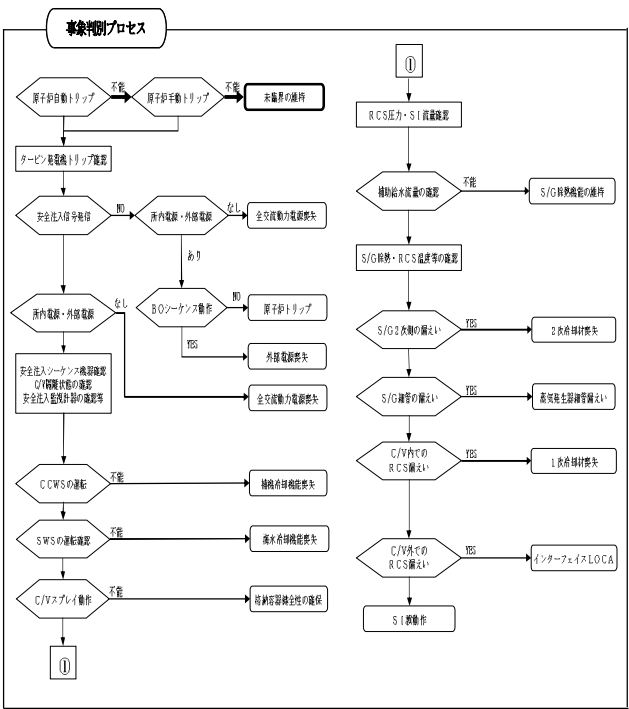 事象判別プロセス
原子炉自動トリップ
不能
原子炉手動トリップ
不能
未臨界の維持
タービン発電機トリップ確認
安全注入信号発信
NO
所内電源・外部電源
なし
全交流動力電源喪失
あり
BOシーケンス動作
NO
原子炉トリップ
YES
外部電源喪失
所内電源・外部電源
なし
全交流動力電源喪失
安全注入シーケンス機器確認
C/V隔離状態の確認
安全注入監視計器の確認等
CCWSの運転
不能
補機冷却機能喪失
SWSの運転確認
不能
海水冷却機能喪失
C/Vスプレイ動作
不能
格納容器健全性の確保
①
①
RCS圧力・SI流量確認
補助給水流量の確認
不能
S/G除熱機能の維持
S/G除熱・RCS温度等の確認
S/G2次側の漏えい
YES
2次冷却材喪失
S/G細管の漏えい
YES
蒸気発生器細管漏えい
C/V内での
RCS漏えい
YES
1次冷却材喪失
C/V外での
RCS漏えい
YES
インターフェイスLOCA
SI誤動作